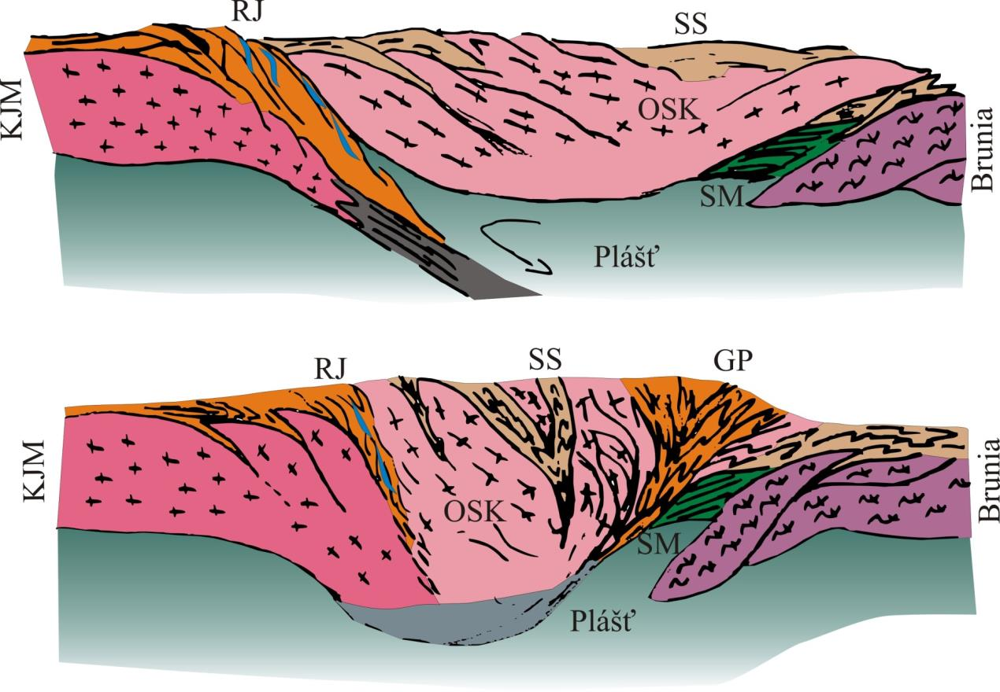 RJ
SS
KJM
OSK
Brunia
SM
Plášť
RJ
SS
GP
KJM
OSK
Brunia
SM
Plášť